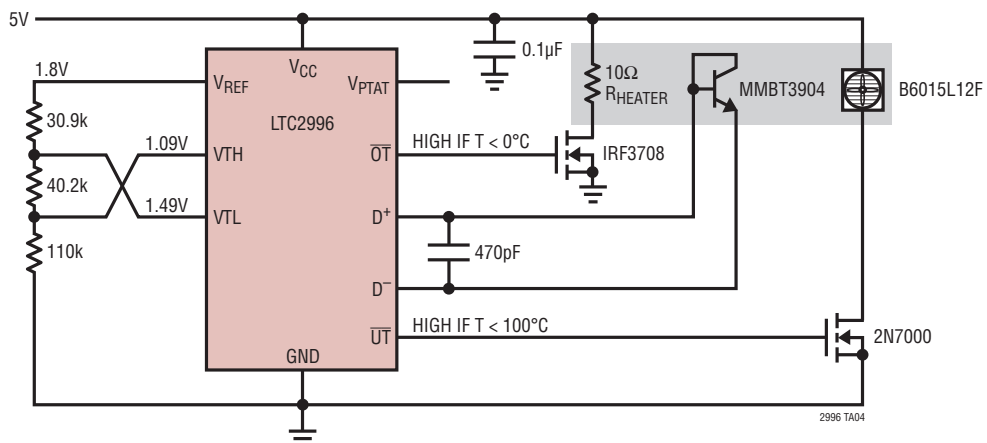 5V
1.8V
30.9k
1.09V
40.2k
1.49V
110k
VREF
VCC
VPTAT
LTC2996
VTH
OT
VTL
D+
D−
UT
GND
0.1µF
10Ω
RHEATER
MMBT3904
B6015L12F
HIGH IF T < 0°C
IRF3708
470pF
HIGH IF T < 100°C
2N7000
2996 TA04